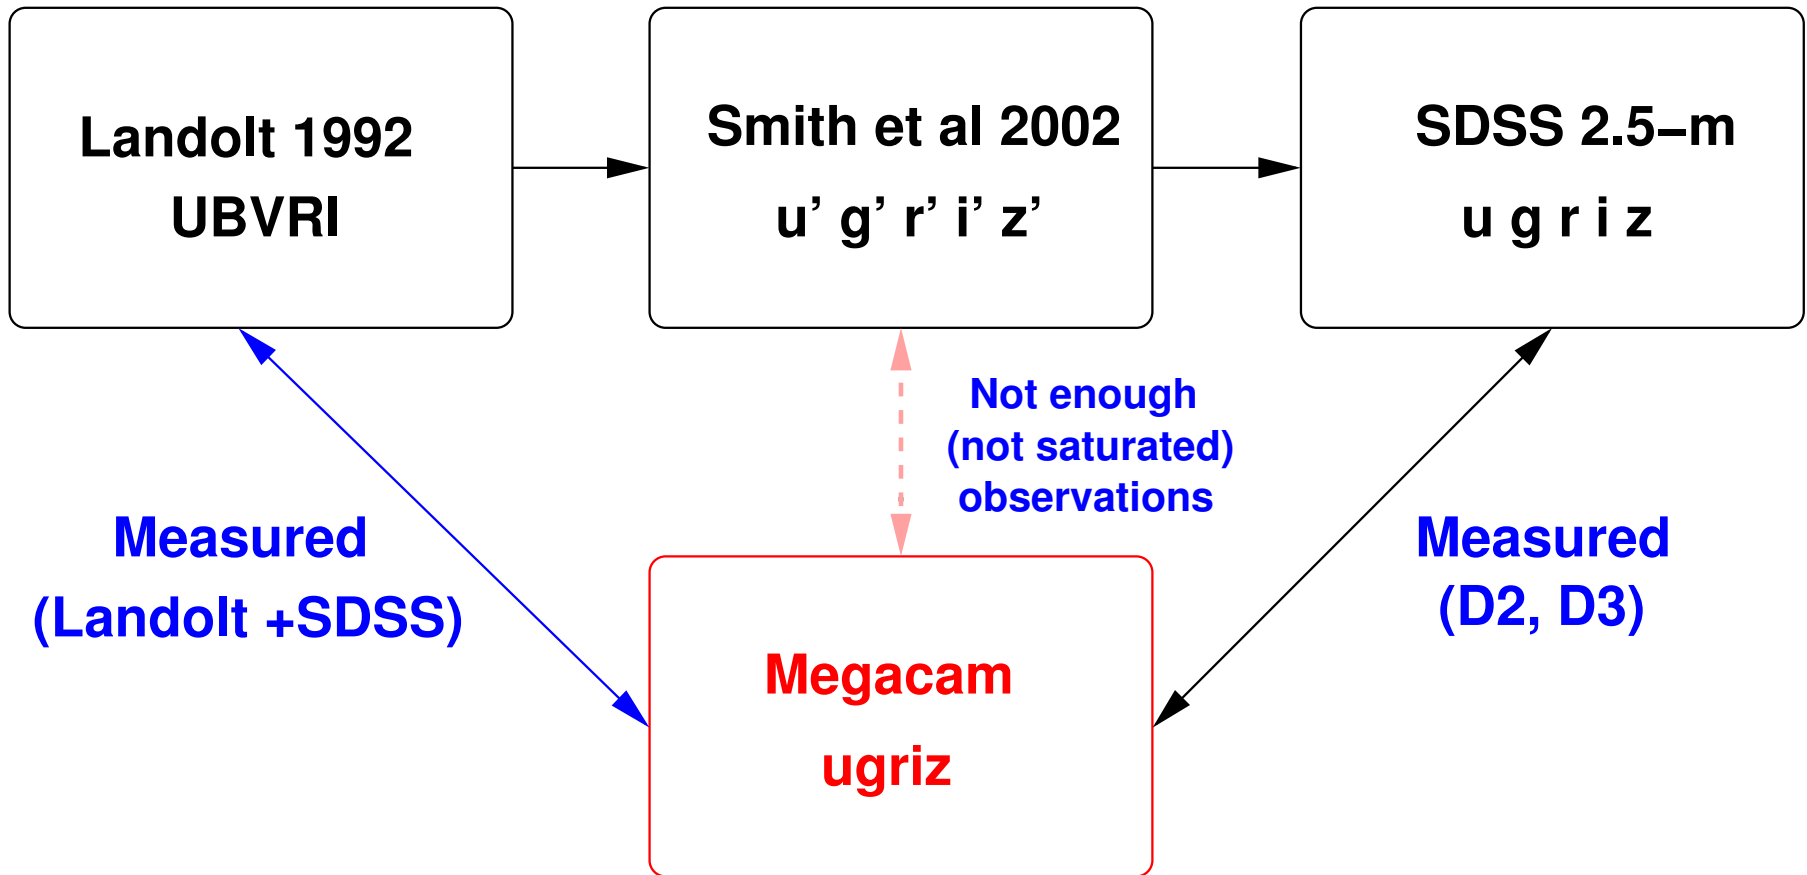 Landolt 1992
UBVRI
Smith et al 2002
u’ g’ r’ i’ z’
SDSS 2.5−m
u g r i z
Not enough
(not saturated)
observations
Measured
(Landolt +SDSS)
Measured
(D2, D3)
Megacam
ugriz